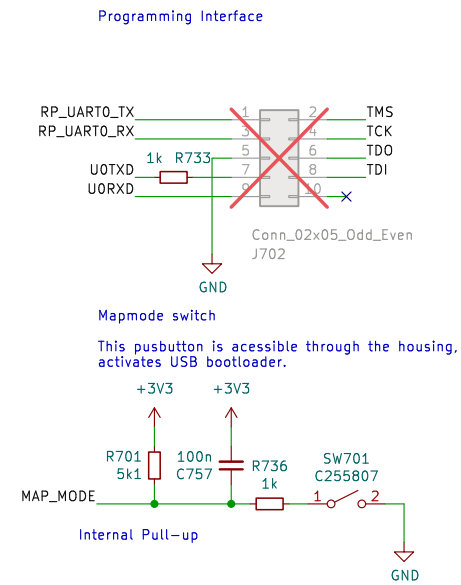 Programming Interface
RP_UART0_TX 1 2 TMS
RP_UART0_RX 3 4 TCK
1k R733 5 6 TDO
U0TXD 7 8 TDI
U0RXD 9 10
Conn_02x05_Odd_Even
J702
GND
Mapmode switch
This pusbutton is acessible through the housing,
activates USB bootloader.
+3V3 +3V3
R701 100n R736 SW701
5k1 C757 1k C255807
MAP_MODE 1 2
Internal Pull-up
GND